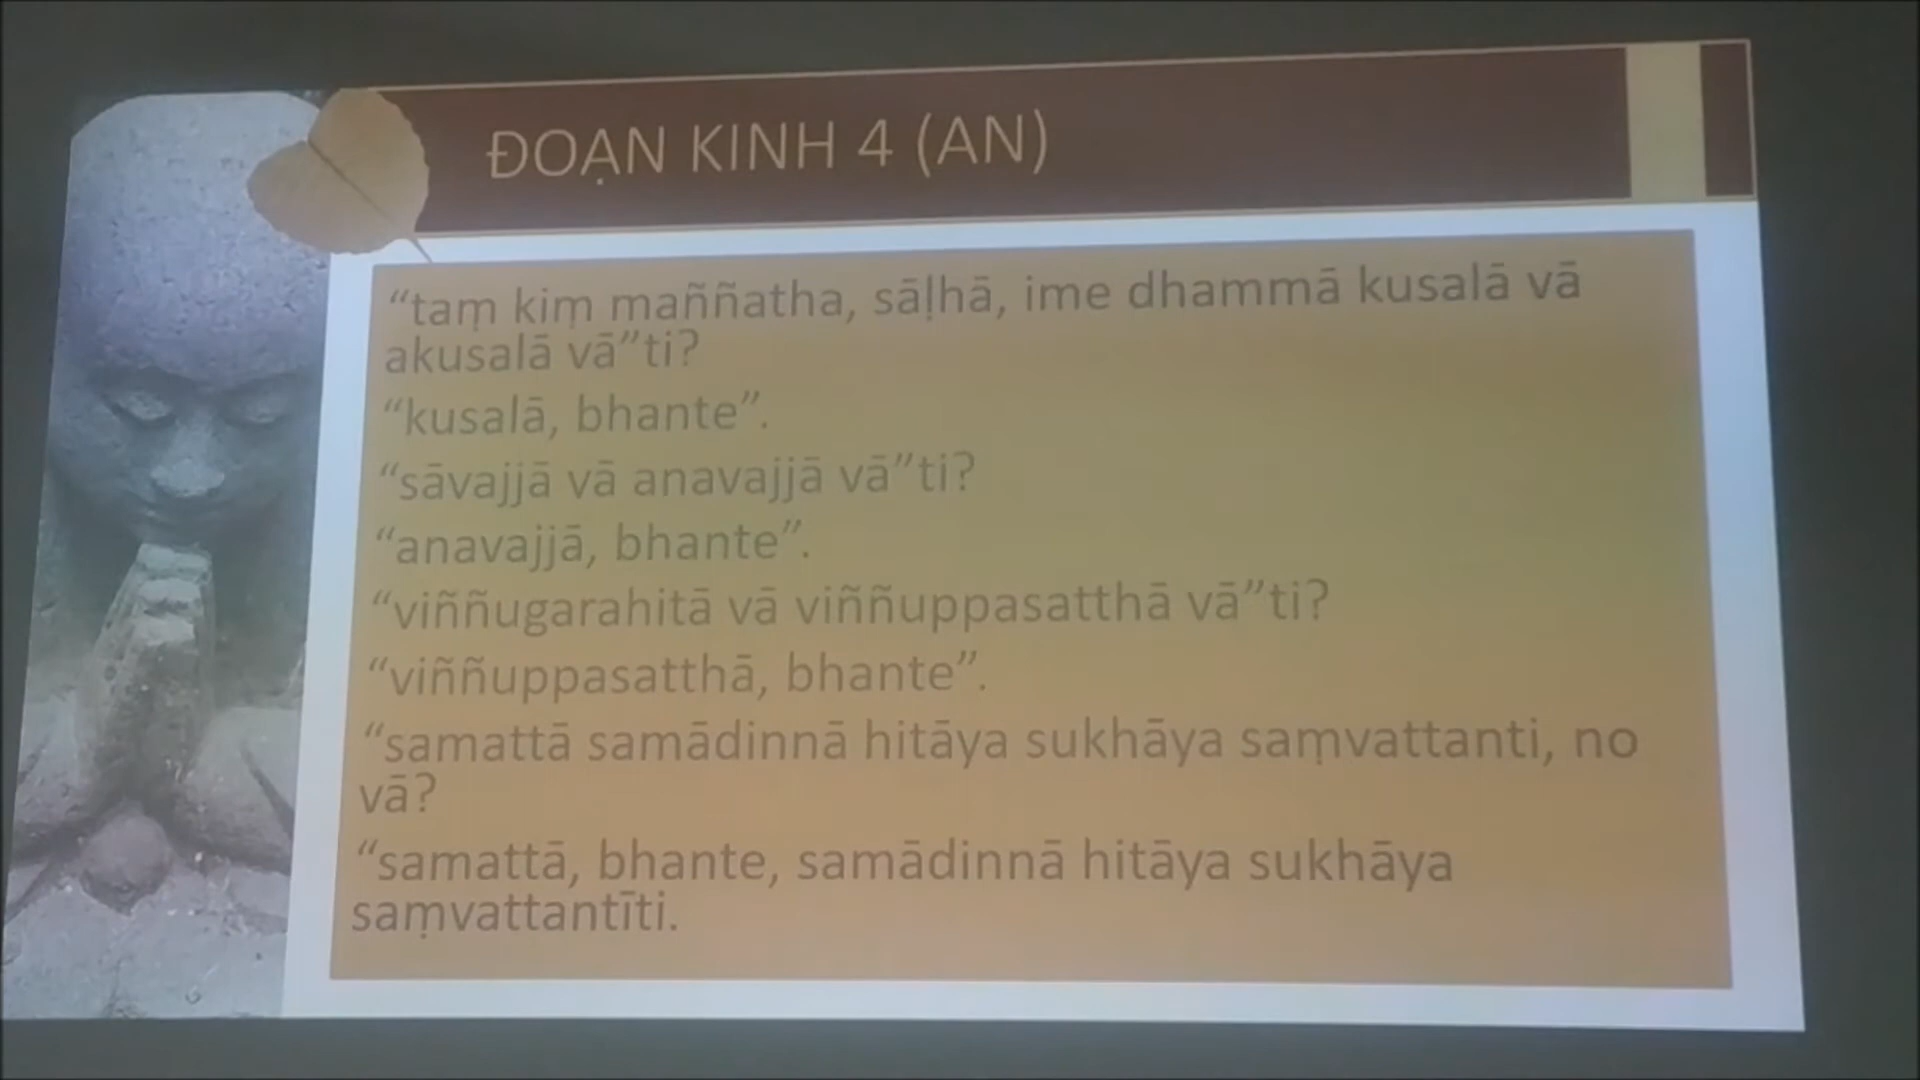 ĐOẠN KINH 4 (AN)
“taṃ kiṃ maññatha, sāḷhā, ime dhammā kusalā vā
akusalā vā”ti?
“kusalā, bhante”.
“sāvajjā vā anavajjā vā”ti?
“anavajjā, bhante”.
“viññugarahitā vā viññuppasatthā vā”ti?
“viññuppasatthā, bhante”.
“samattā samādinnā hitāya sukhāya saṃvattanti, no
vā?
“samattā, bhante, samādinnā hitāya sukhāya
saṃvattantīti.